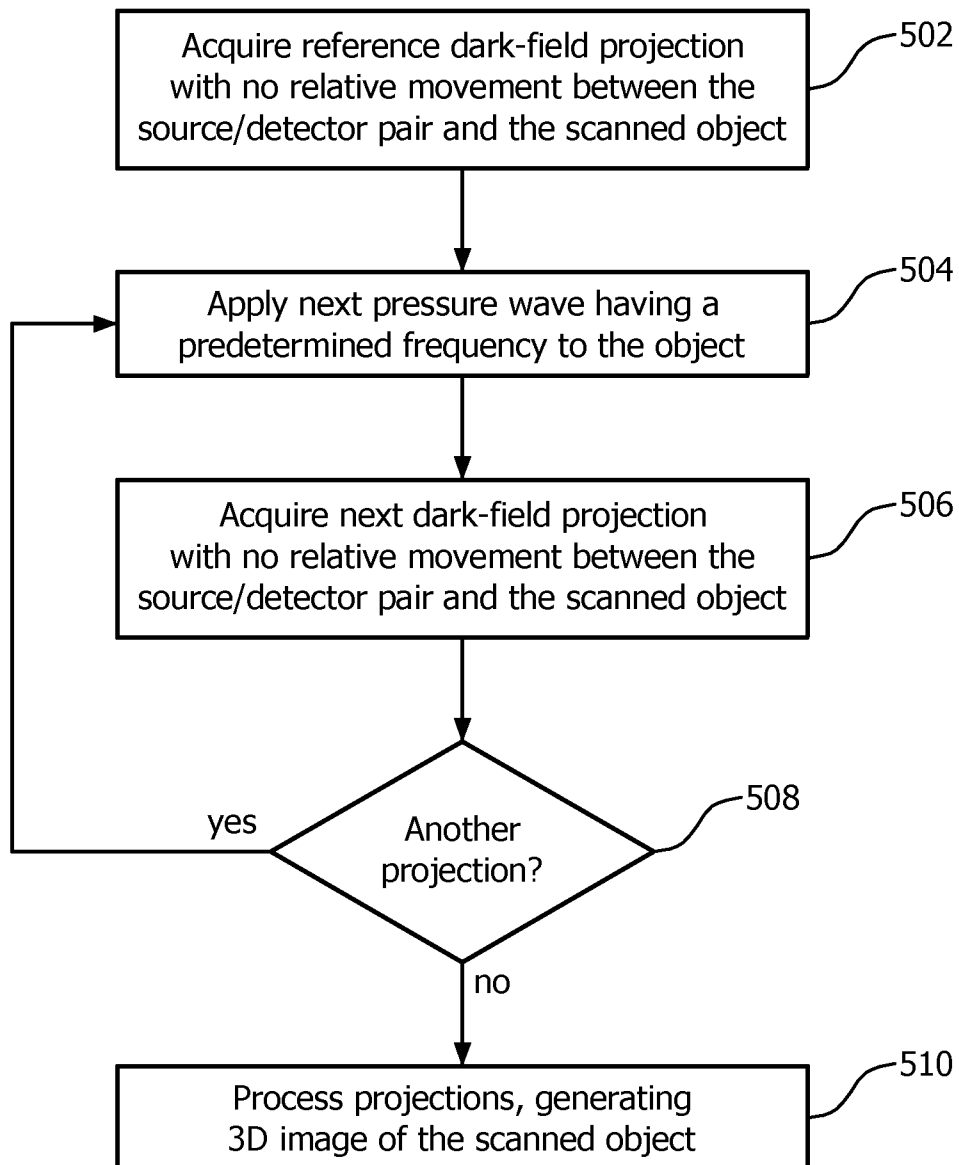 Acquire reference dark-field projection
with no relative movement between the
source/detector pair and the scanned object
502
Apply next pressure wave having a
predetermined frequency to the object
504
Acquire next dark-field projection
with no relative movement between the
source/detector pair and the scanned object
506
Another
projection?
508
yes
no
Process projections, generating
3D image of the scanned object
510